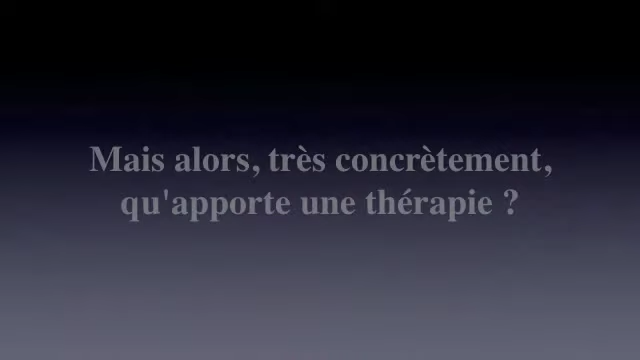 Mais alors, très concrètement,
qu'apporte une thérapie ?